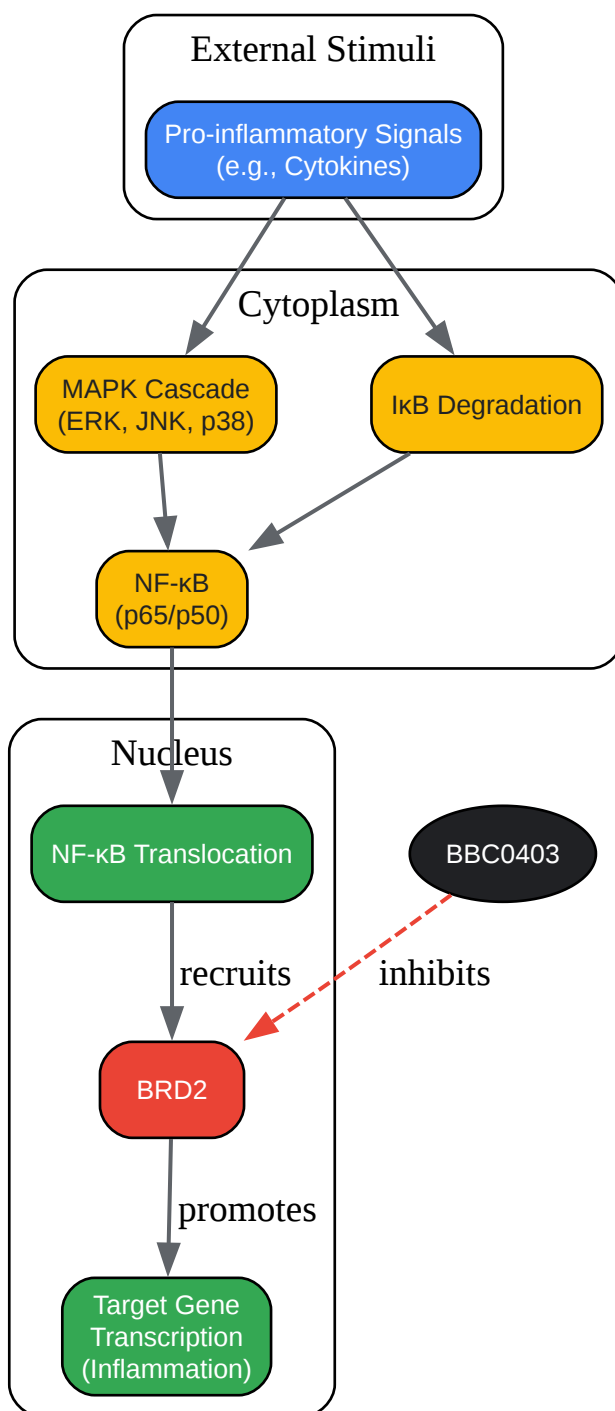 External Stimuli
Pro-inflammatory Signals
(e.g., Cytokines)
Cytoplasm
MAPK Cascade
(ERK, JNK, p38)
IκB Degradation
NF-κB
(p65/p50)
Nucleus
NF-κB Translocation
BBC0403
recruits
inhibits
BRD2
promotes
Target Gene
Transcription
(Inflammation)